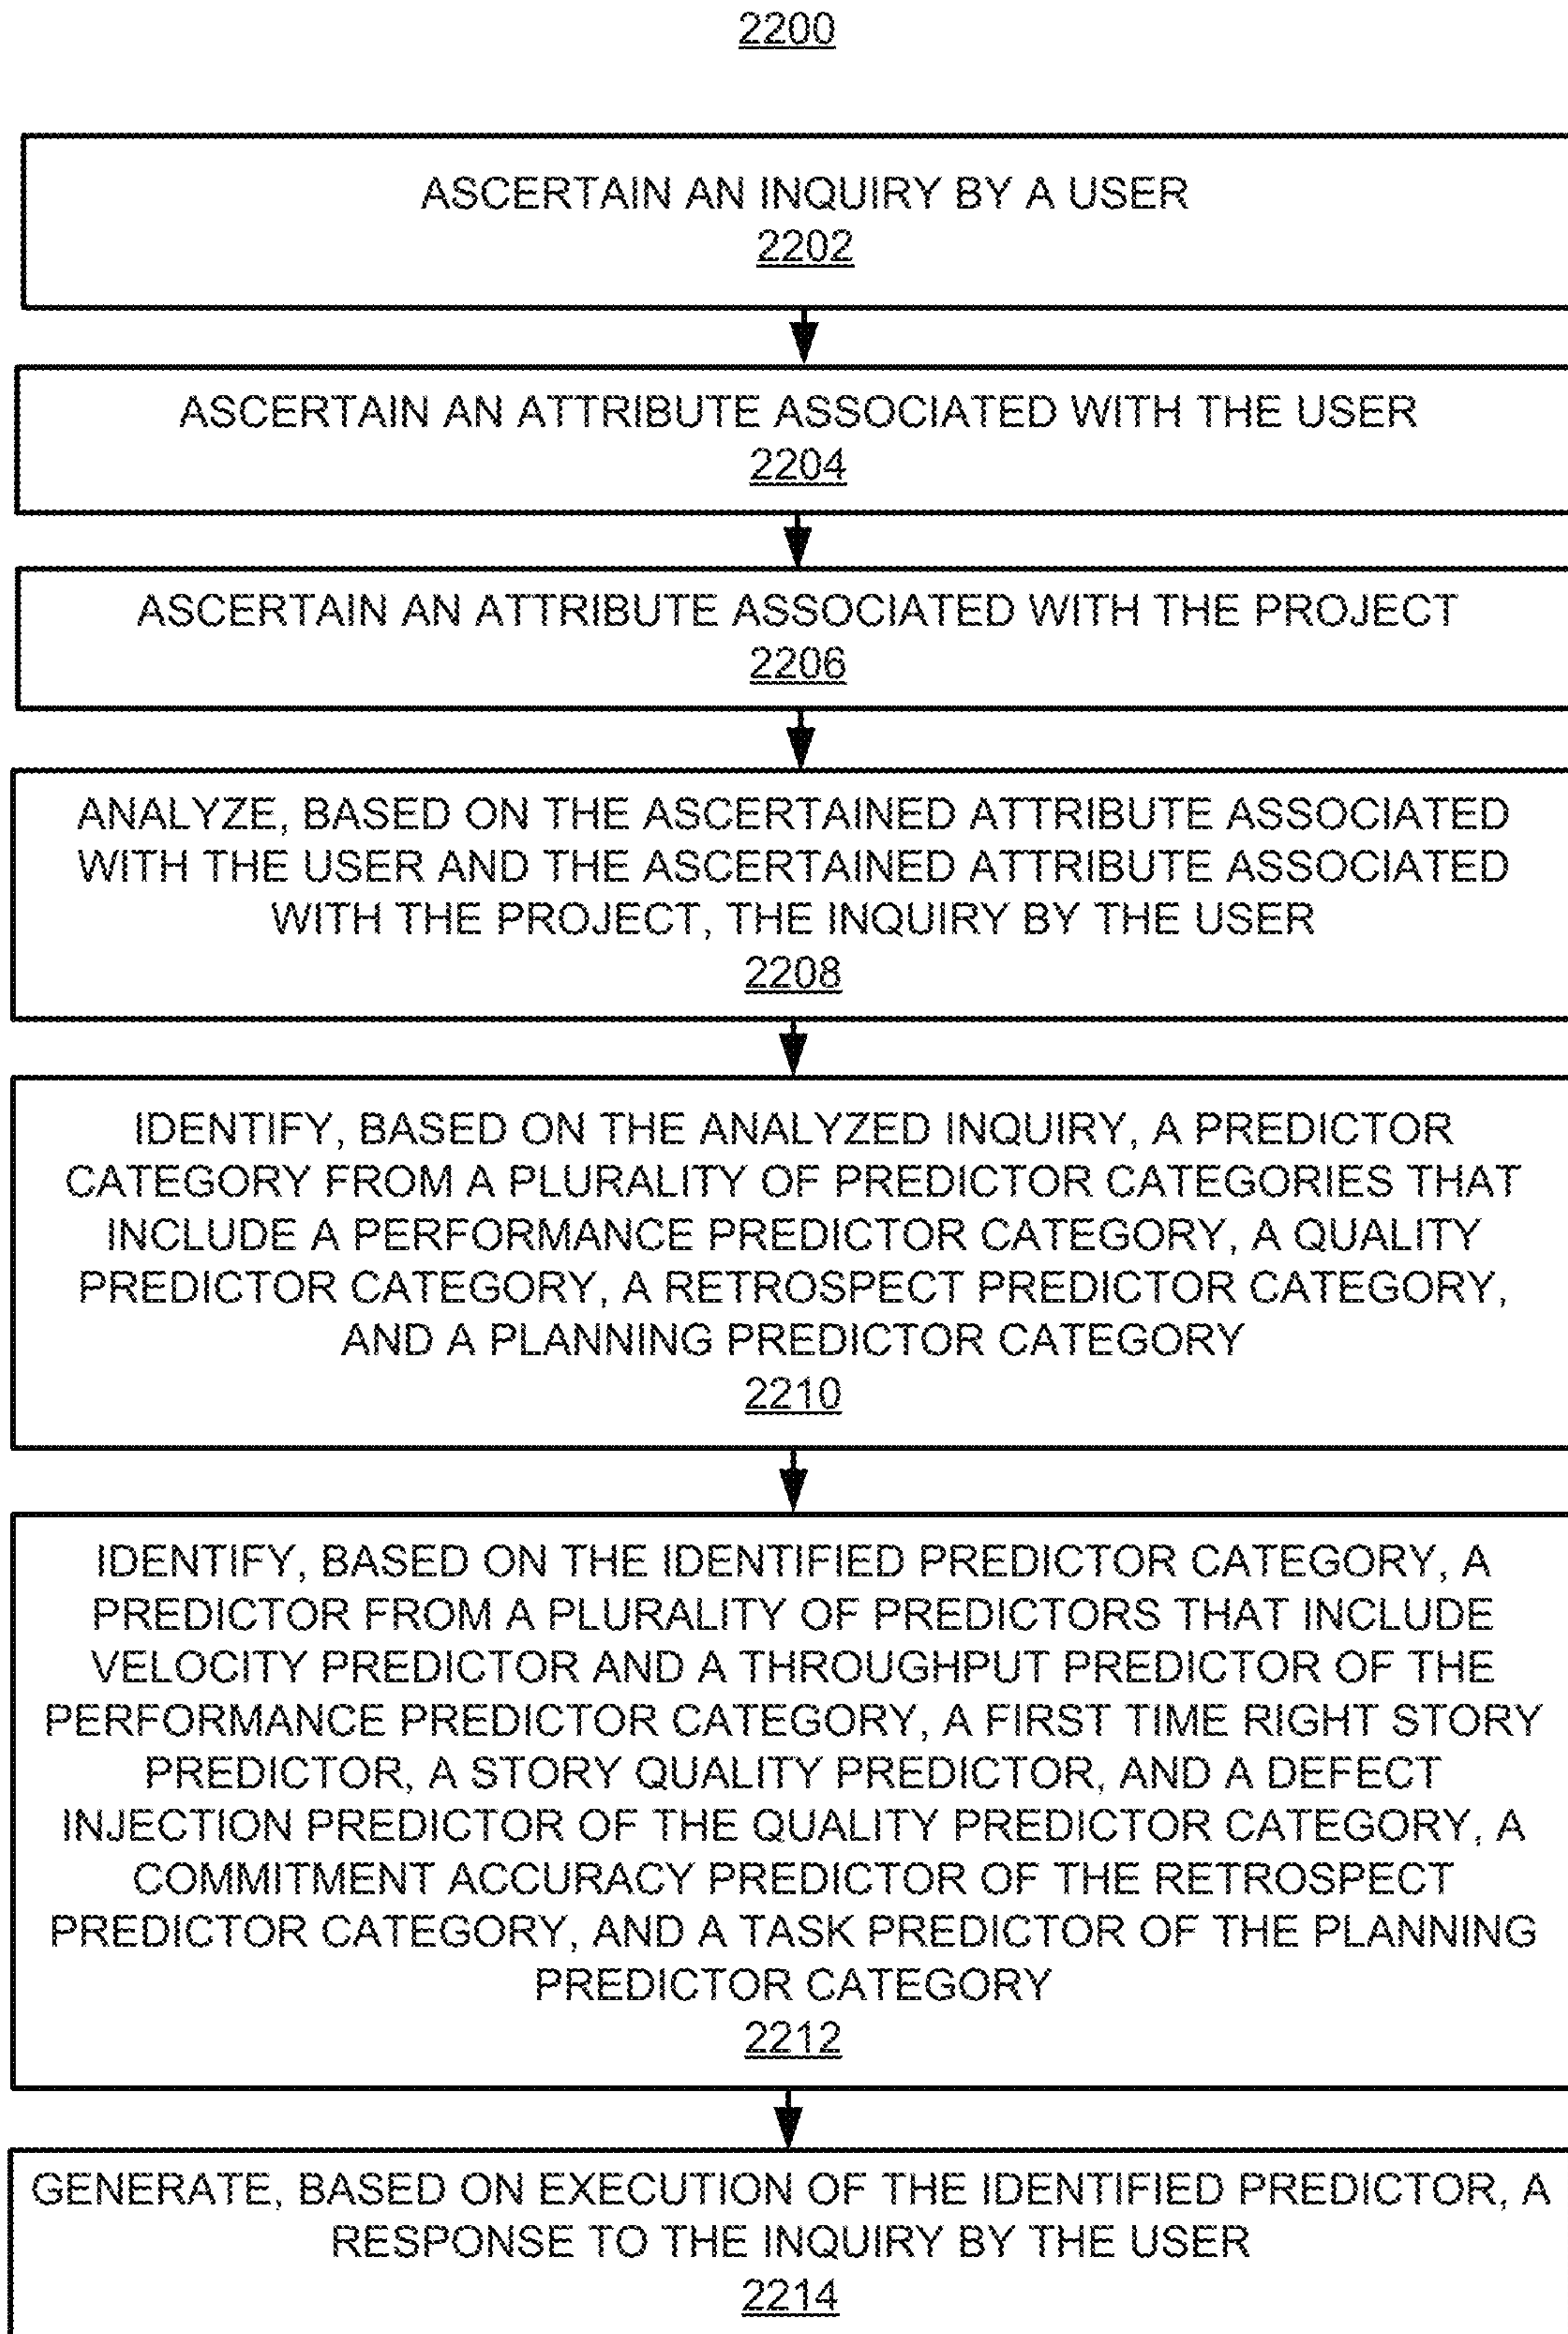 2200
ASCERTAIN AN INQUIRY BY A USER
2202
ASCERTAIN AN ATTRIBUTE ASSOCIATED WITH THE USER
2204
ASCERTAIN AN ATTRIBUTE ASSOCIATED WITH THE PROJECT
2206
ANALYZE, BASED ON THE ASCERTAINED ATTRIBUTE ASSOCIATED
WITH THE USER AND THE ASCERTAINED ATTRIBUTE ASSOCIATED
WITH THE PROJECT, THE INQUIRY BY THE USER
2208
IDENTIFY, BASED ON THE ANALYZED INQUIRY, A PREDICTOR
CATEGORY FROM A PLURALITY OF PREDICTOR CATEGORIES THAT
INCLUDE A PERFORMANCE PREDICTOR CATEGORY, A QUALITY
PREDICTOR CATEGORY, A RETROSPECT PREDICTOR CATEGORY,
AND A PLANNING PREDICTOR CATEGORY
2210
IDENTIFY, BASED ON THE IDENTIFIED PREDICTOR CATEGORY, A
PREDICTOR FROM A PLURALITY OF PREDICTORS THAT INCLUDE
VELOCITY PREDICTOR AND A THROUGHPUT PREDICTOR OF THE
PERFORMANCE PREDICTOR CATEGORY, A FIRST TIME RIGHT STORY
PREDICTOR, A STORY QUALITY PREDICTOR, AND A DEFECT
INJECTION PREDICTOR OF THE QUALITY PREDICTOR CATEGORY, A
COMMITMENT ACCURACY PREDICTOR OF THE RETROSPECT
PREDICTOR CATEGORY, AND A TASK PREDICTOR OF THE PLANNING
PREDICTOR CATEGORY
2212
GENERATE, BASED ON EXECUTION OF THE IDENTIFIED PREDICTOR, A
RESPONSE TO THE INQUIRY BY THE USER
2214